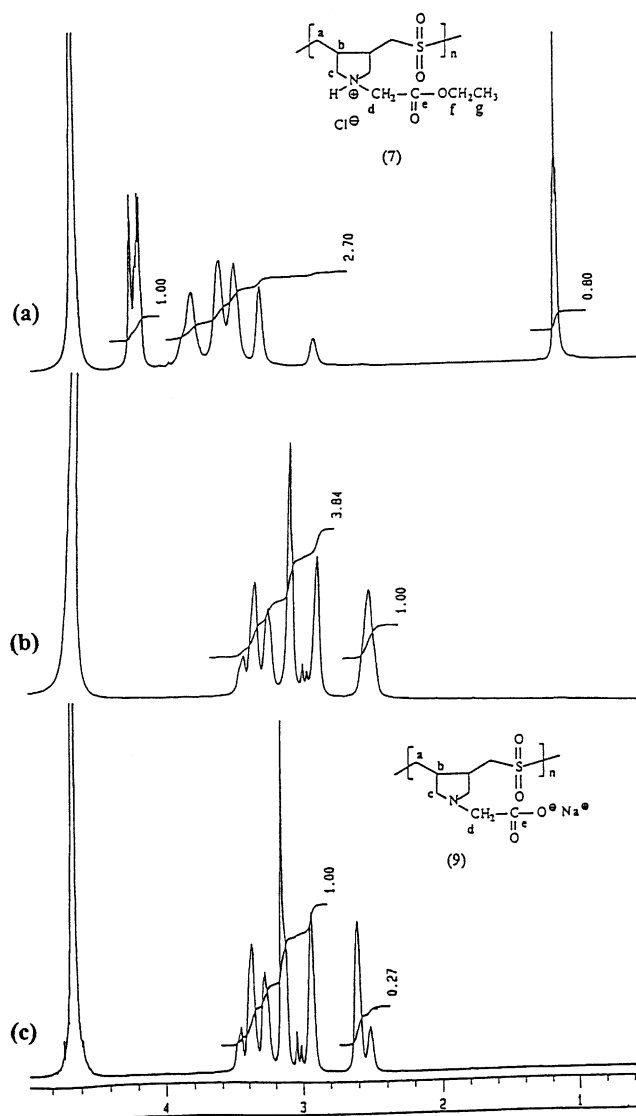 O
a
b
S
n
O
c
N
H
⊕
CH₂
C
OCH₂CH₃
d
e
f
g
O
Cl⊖
(7)
(a)
1.00
2.70
0.80
(b)
3.84
1.00
O
a
b
S
n
O
c
N
CH₂
C
O⊖ Na⊕
d
e
O
(9)
(c)
1.00
0.27
4
3
2
1